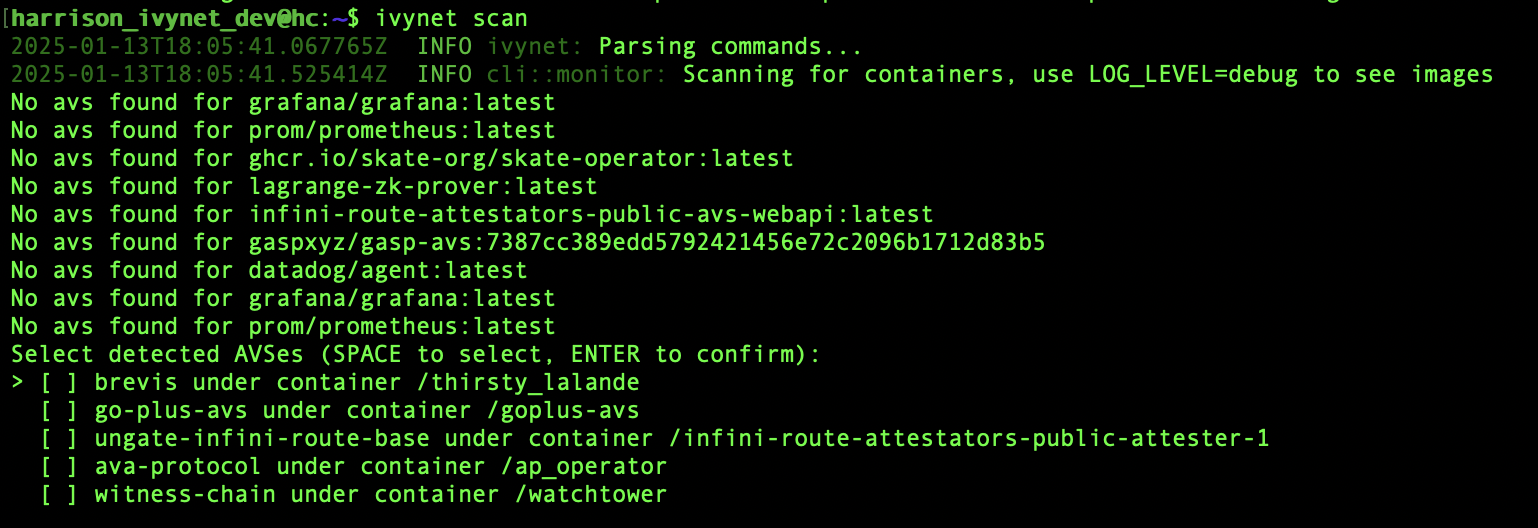 [harrison_ivynet_dev@hc:~$ ivynet scan
2025-01-13T18:05:41.067765Z  INFO ivynet: Parsing commands...
2025-01-13T18:05:41.525414Z  INFO cli::monitor: Scanning for containers, use LOG_LEVEL=debug to see images
No avs found for grafana/grafana:latest
No avs found for prom/prometheus:latest
No avs found for ghcr.io/skate-org/skate-operator:latest
No avs found for lagrange-zk-prover:latest
No avs found for infini-route-attestators-public-avs-webapi:latest
No avs found for gaspxyz/gasp-avs:7387cc389edd5792421456e72c2096b1712d83b5
No avs found for datadog/agent:latest
No avs found for grafana/grafana:latest
No avs found for prom/prometheus:latest
Select detected AVSes (SPACE to select, ENTER to confirm):
> [ ] brevis under container /thirsty_lalande
  [ ] go-plus-avs under container /goplus-avs
  [ ] ungate-infini-route-base under container /infini-route-attestators-public-attester-1
  [ ] ava-protocol under container /ap_operator
  [ ] witness-chain under container /watchtower